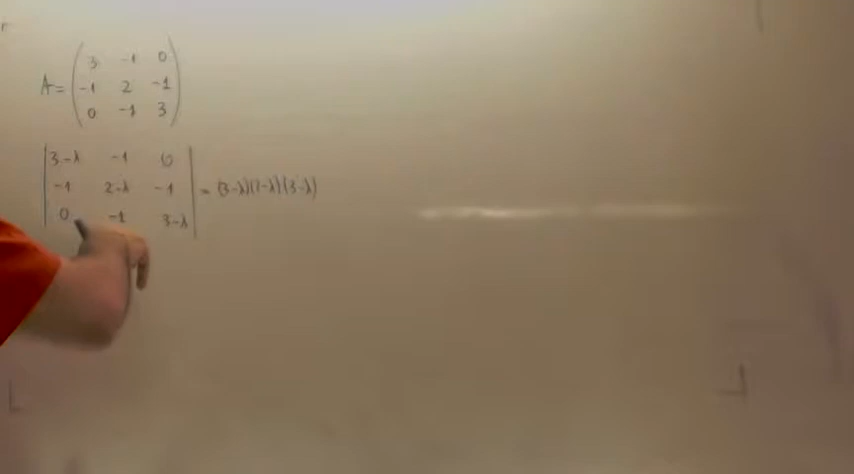 A = ( 3 -1 0
-1 2 -1
0 -1 3 )
| 3-λ -1 0
-1 2-λ -1
0 -1 3-λ | = (3-λ)(2-λ)(3-λ)